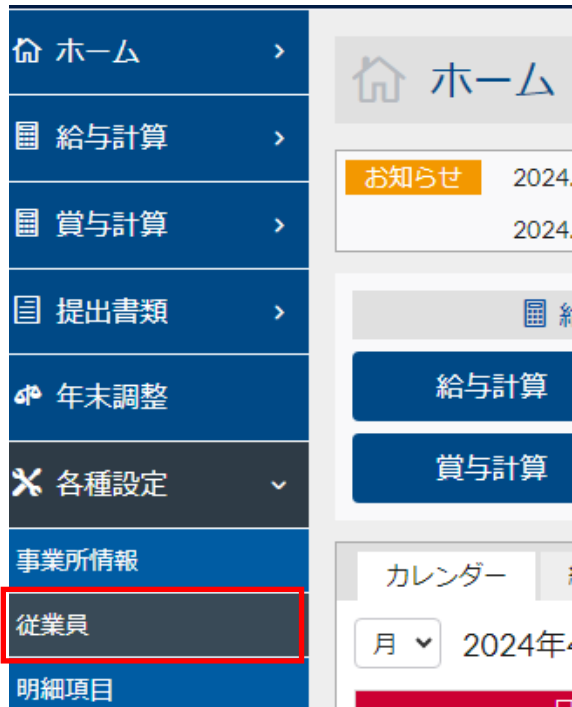 ホーム
給与計算
賞与計算
提出書類
年末調整
各種設定
事業所情報
従業員
明細項目
ホーム
お知らせ 2024.
2024.
給与計算
賞与計算
カレンダー
月 2024年